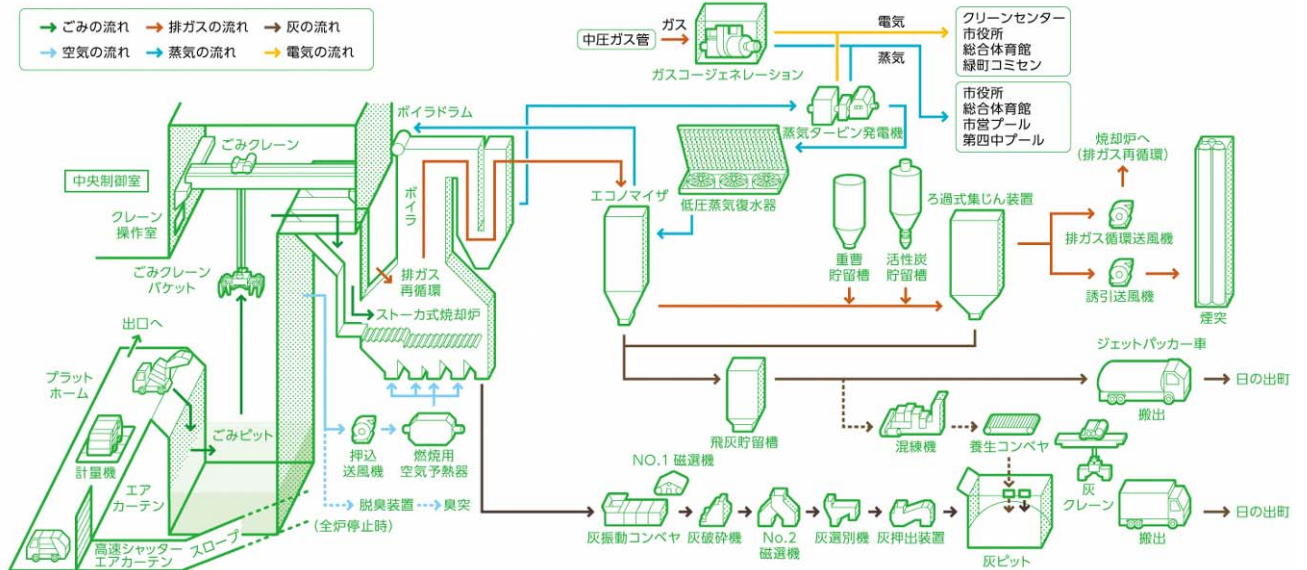 ごみの流れ
排ガスの流れ
灰の流れ
空気の流れ
蒸気の流れ
電気の流れ
中圧ガス管
ガス
ガスコージェネレーション
電気
蒸気
クリーンセンター
市役所
総合体育館
緑町コミセン
市役所
総合体育館
市営プール
第四中プール
ボイラドラム
蒸気タービン発電機
ごみクレーン
中央制御室
クレーン
操作室
ごみクレーン
バケット
ボイラ
エコノマイザ
低圧蒸気復水器
重曹
貯留槽
活性炭
貯留槽
ろ過式集じん装置
焼却炉へ
(排ガス再循環)
排ガス循環送風機
誘引送風機
煙突
排ガス
再循環
ストーカ式焼却炉
出口へ
プラット
ホーム
計量機
ごみピット
エア
カーテン
高速シャッター
エアカーテン
スロープ
押込
送風機
燃焼用
空気予熱器
脱臭装置
臭突
(全炉停止時)
飛灰貯留槽
混練機
養生コンベヤ
ジェットパッカー車
搬出
日の出町
NO.1 磁選機
灰振動コンベヤ
灰破砕機
No.2
磁選機
灰選別機
灰押出装置
灰ピット
灰
クレーン
搬出
日の出町